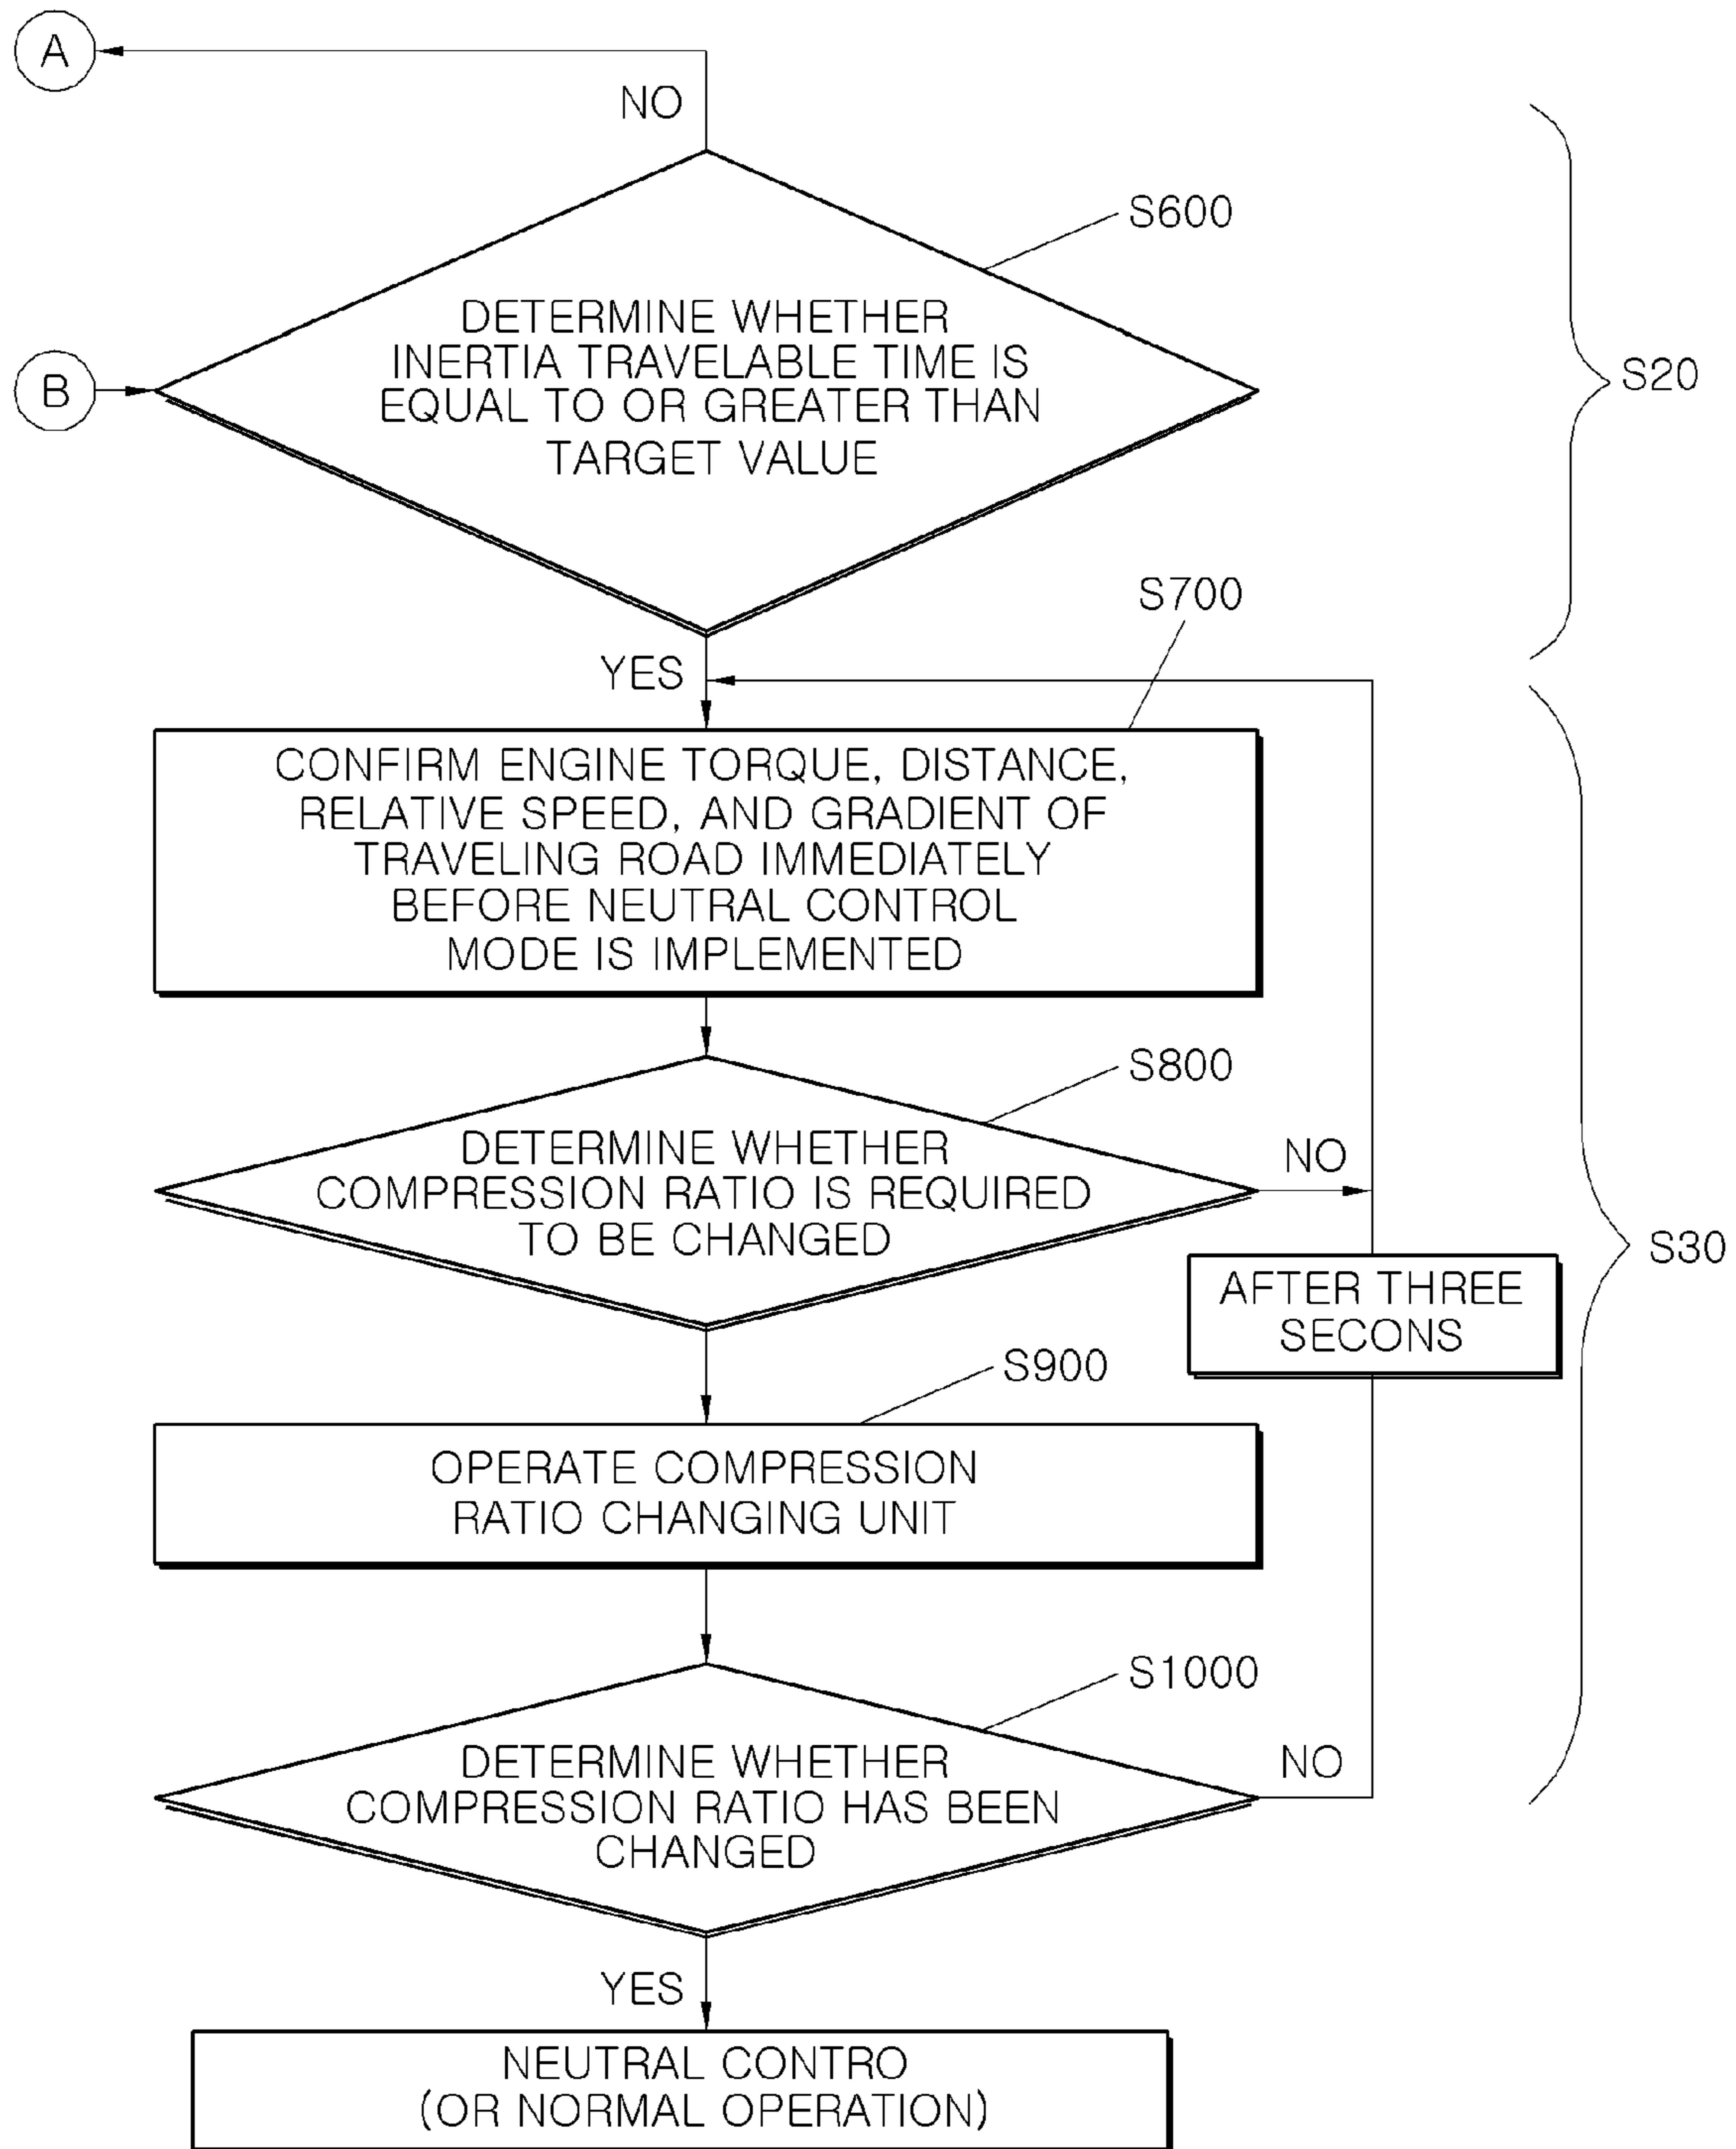 A
NO
S600
DETERMINE WHETHER
INERTIA TRAVELABLE TIME IS
EQUAL TO OR GREATER THAN
TARGET VALUE
B
S20
S700
YES
CONFIRM ENGINE TORQUE, DISTANCE,
RELATIVE SPEED, AND GRADIENT OF
TRAVELING ROAD IMMEDIATELY
BEFORE NEUTRAL CONTROL
MODE IS IMPLEMENTED
S800
DETERMINE WHETHER
COMPRESSION RATIO IS REQUIRED
TO BE CHANGED
NO
AFTER THREE
SECONS
S30
S900
OPERATE COMPRESSION
RATIO CHANGING UNIT
S1000
DETERMINE WHETHER
COMPRESSION RATIO HAS BEEN
CHANGED
NO
YES
NEUTRAL CONTRO
(OR NORMAL OPERATION)